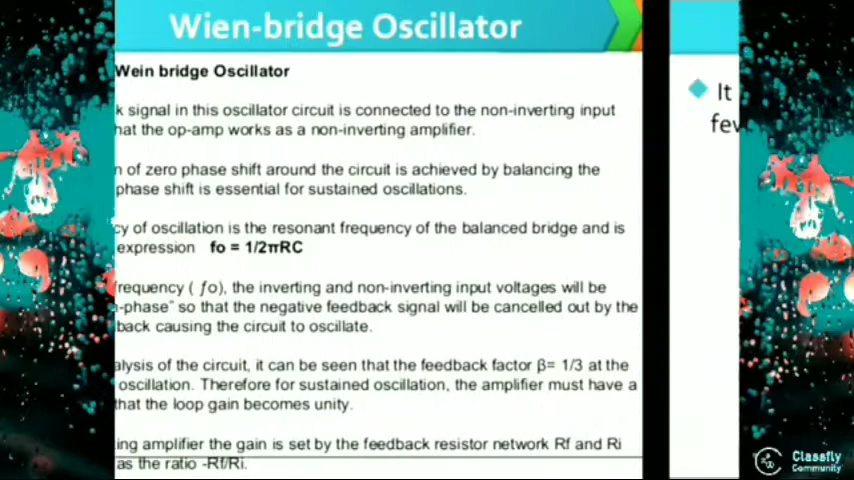 Wien-bridge Oscillator
Wein bridge Oscillator
k signal in this oscillator circuit is connected to the non-inverting input
hat the op-amp works as a non-inverting amplifier.
n of zero phase shift around the circuit is achieved by balancing the
phase shift is essential for sustained oscillations.
cy of oscillation is the resonant frequency of the balanced bridge and is
expression fo = 1/2πRC
frequency ( ƒo), the inverting and non-inverting input voltages will be
n-phase" so that the negative feedback signal will be cancelled out by the
back causing the circuit to oscillate.
alysis of the circuit, it can be seen that the feedback factor β= 1/3 at the
oscillation. Therefore for sustained oscillation, the amplifier must have a
that the loop gain becomes unity.
ting amplifier the gain is set by the feedback resistor network Rf and Ri
as the ratio -Rf/Ri.
It
few
Classfly
Community